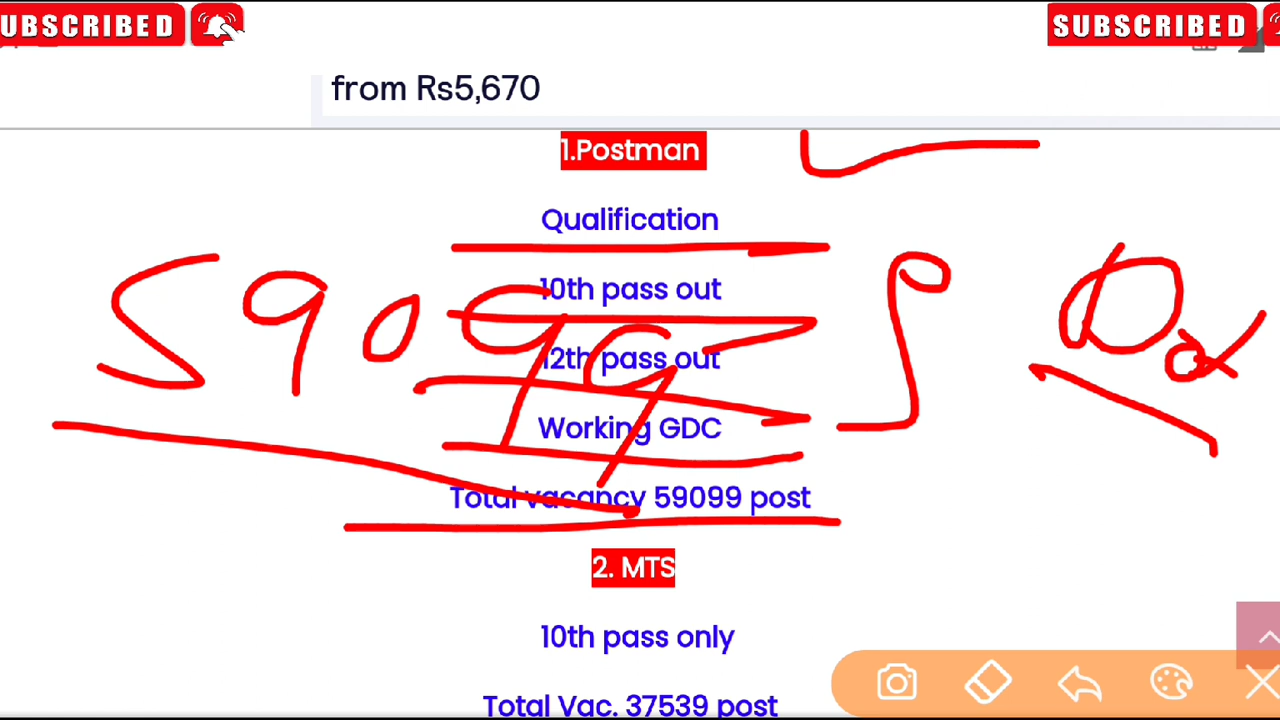 UBSCRIBED
SUBSCRIBED
from Rs5,670
1.Postman
Qualification
10th pass out
12th pass out
Working GDC
59099
Total vacancy 59099 post
2. MTS
10th pass only
Total Vac. 37539 post